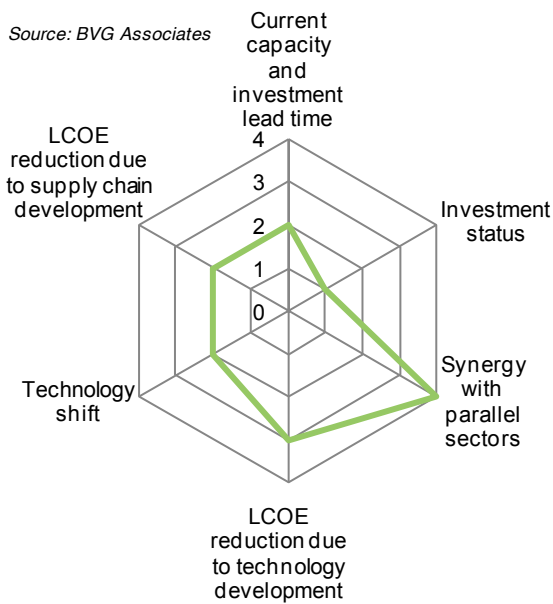 Source: BVG Associates
Current
capacity
and
investment
lead time
4
3
2
1
0
LCOE
reduction due
to supply chain
development
Investment
status
Technology
shift
Synergy
with
parallel
sectors
LCOE
reduction due
to technology
development